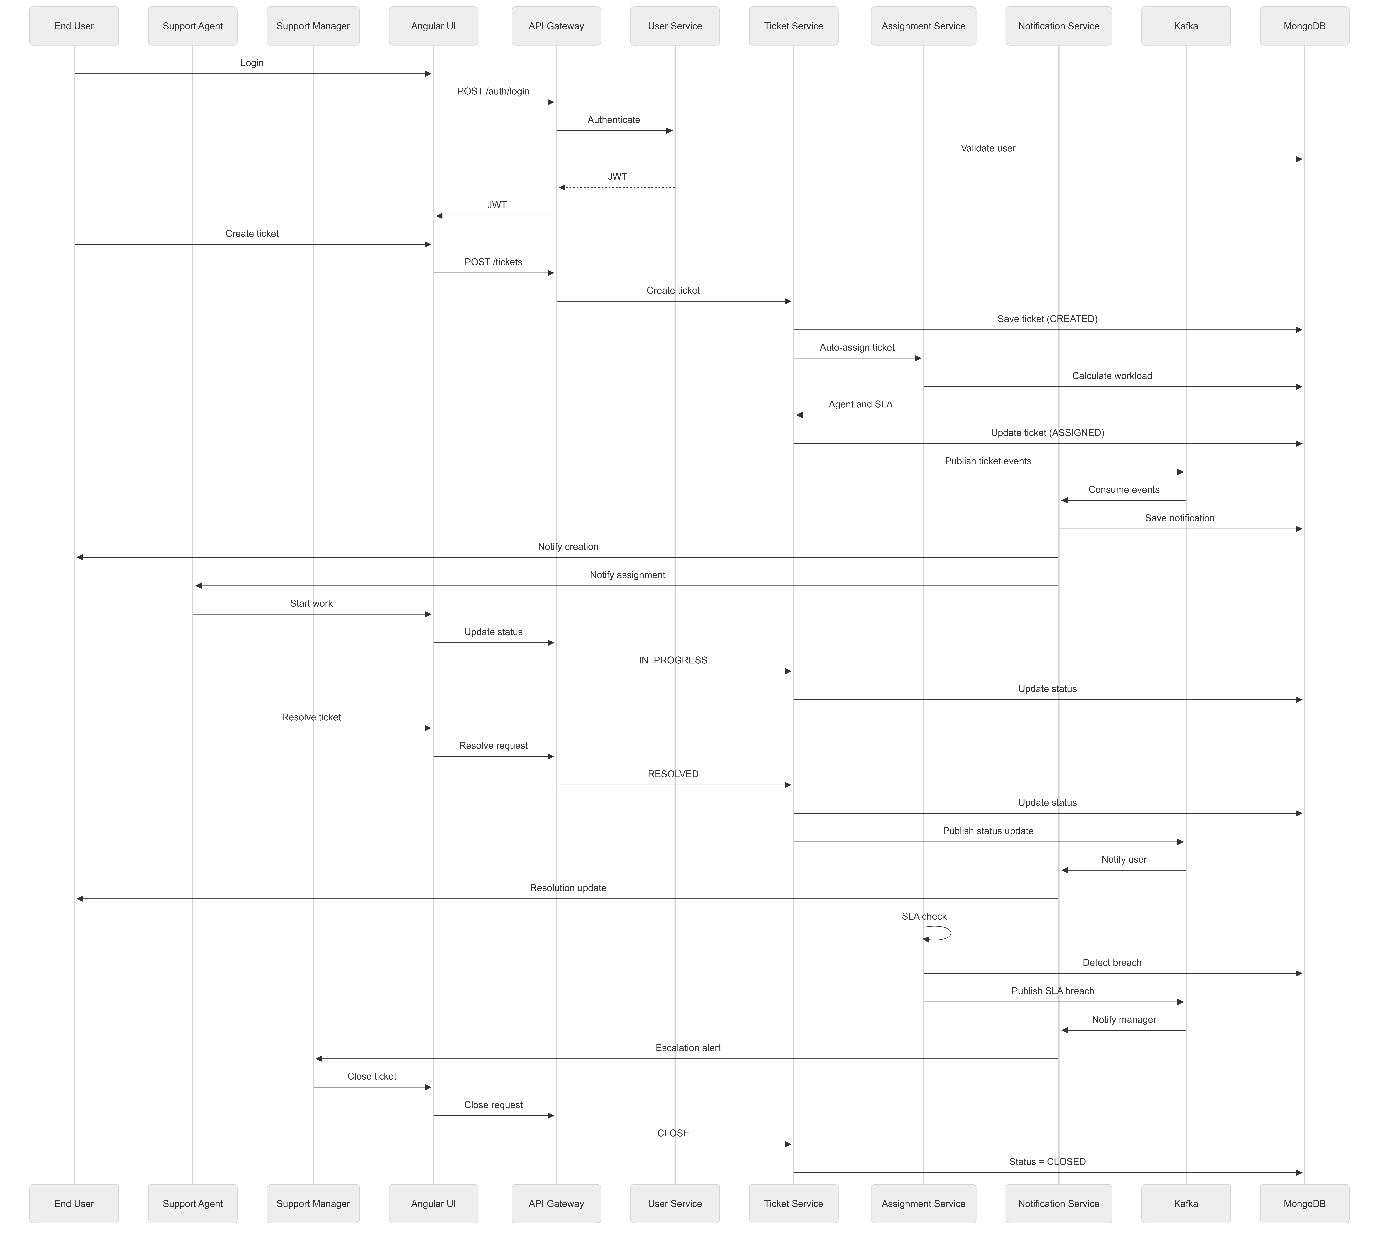 End User
Support Agent
Support Manager
Angular UI
API Gateway
User Service
Ticket Service
Assignment Service
Notification Service
Kafka
MongoDB
Login
POST /auth/login
Authenticate
Validate user
JWT
JWT
Create ticket
POST /tickets
Create ticket
Save ticket (CREATED)
Auto-assign ticket
Calculate workload
Agent and SLA
Update ticket (ASSIGNED)
Publish ticket events
Consume events
Save notification
Notify creation
Notify assignment
Start work
Update status
IN_PROGRESS
Update status
Resolve ticket
Resolve request
RESOLVED
Update status
Publish status update
Notify user
Resolution update
SLA check
Detect breach
Publish SLA breach
Notify manager
Escalation alert
Close ticket
Close request
CLOSE
Status = CLOSED
End User
Support Agent
Support Manager
Angular UI
API Gateway
User Service
Ticket Service
Assignment Service
Notification Service
Kafka
MongoDB